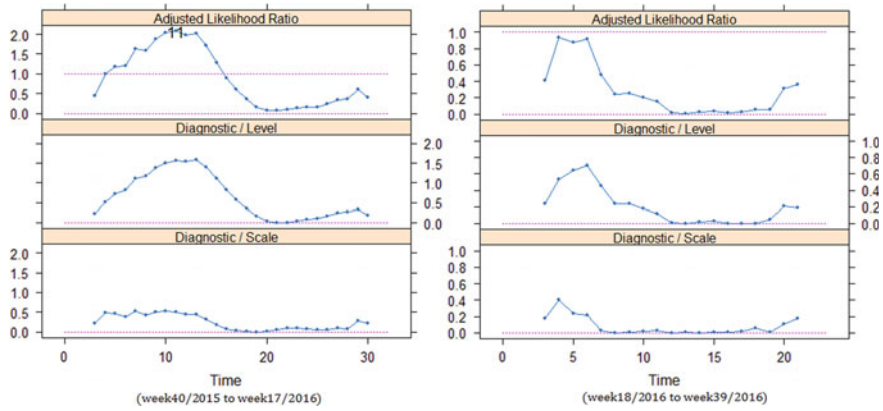 Adjusted Likelihood Ratio
2.0
1.5
1.0
0.5
0.0
11
Diagnostic / Level
2.0
1.5
1.0
0.5
0.0
Diagnostic / Scale
2.0
1.5
1.0
0.5
0.0
0 10 20 30
Time
(week40/2015 to week17/2016)
Adjusted Likelihood Ratio
1.0
0.8
0.6
0.4
0.2
0.0
Diagnostic / Level
1.0
0.8
0.6
0.4
0.2
0.0
Diagnostic / Scale
1.0
0.8
0.6
0.4
0.2
0.0
0 5 10 15 20
Time
(week18/2016 to week39/2016)